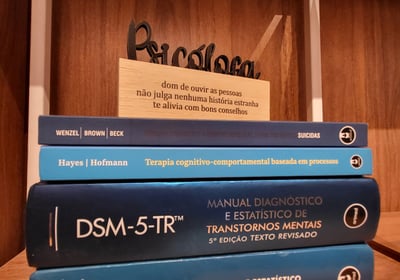 Psicóloga
dom de ouvir as pessoas
não julga nenhuma história estranha
te alivia com bons conselhos
WENZEL | BROWN | BECK SUICIDAS
Hayes | Hofmann Terapia cognitivo-comportamental baseada em processos
DSM-5-TR™
MANUAL DIAGNÓSTICO
E ESTATÍSTICO DE
TRANSTORNOS MENTAIS
5ª EDIÇÃO TEXTO REVISADO